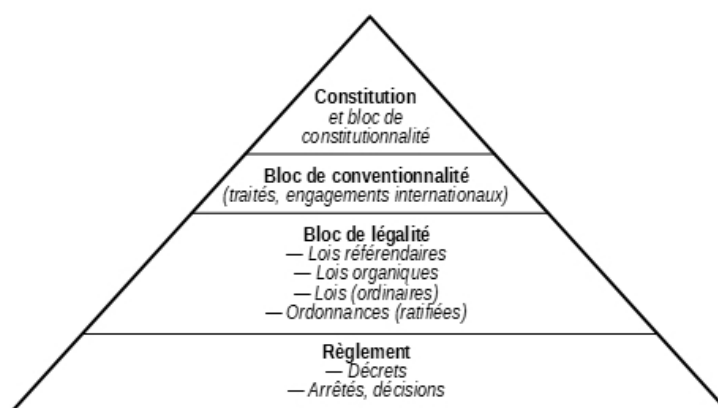 Constitution
et bloc de
constitutionnalité
Bloc de conventionnalité
(traités, engagements internationaux)
Bloc de légalité
— Lois référendaires
— Lois organiques
— Lois (ordinaires)
— Ordonnances (ratifiées)
Règlement
— Décrets
— Arrêtés, décisions